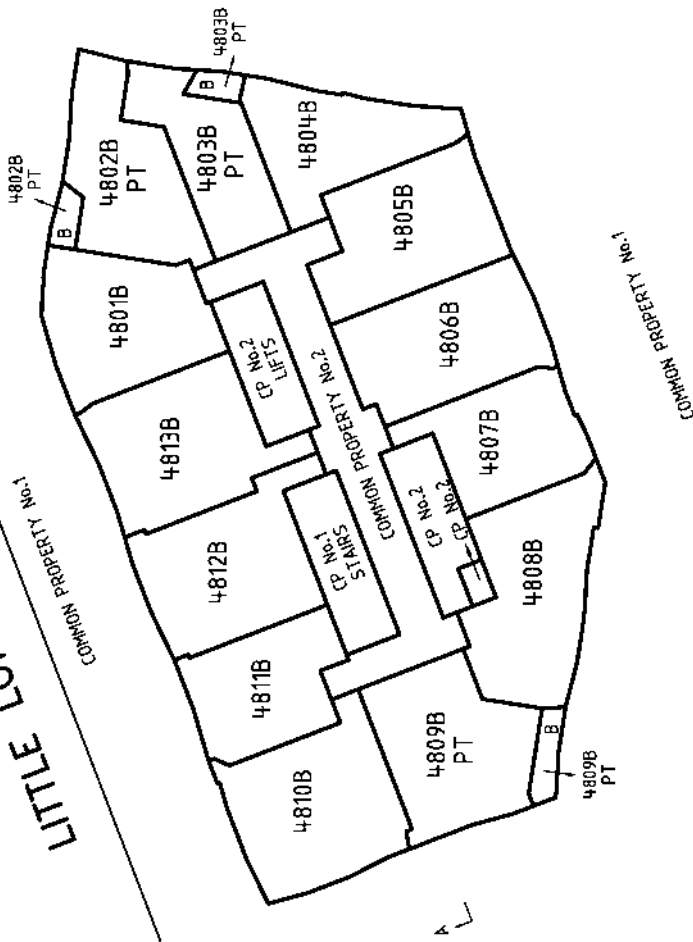 4803B
PT
B
4802B
PT
B
4802B
PT
4803B
PT
4804B
4801B
4805B
CP No.2
LIFTS
4813B
4806B
COMMON PROPERTY No.2
COMMON PROPERTY No.1
4812B
CP No.1
STAIRS
CP No.2
CP No.2
4807B
COMMON PROPERTY No.1
4808B
4811B
LITTLE
4810B
4809B
PT
B
4809B
PT
A